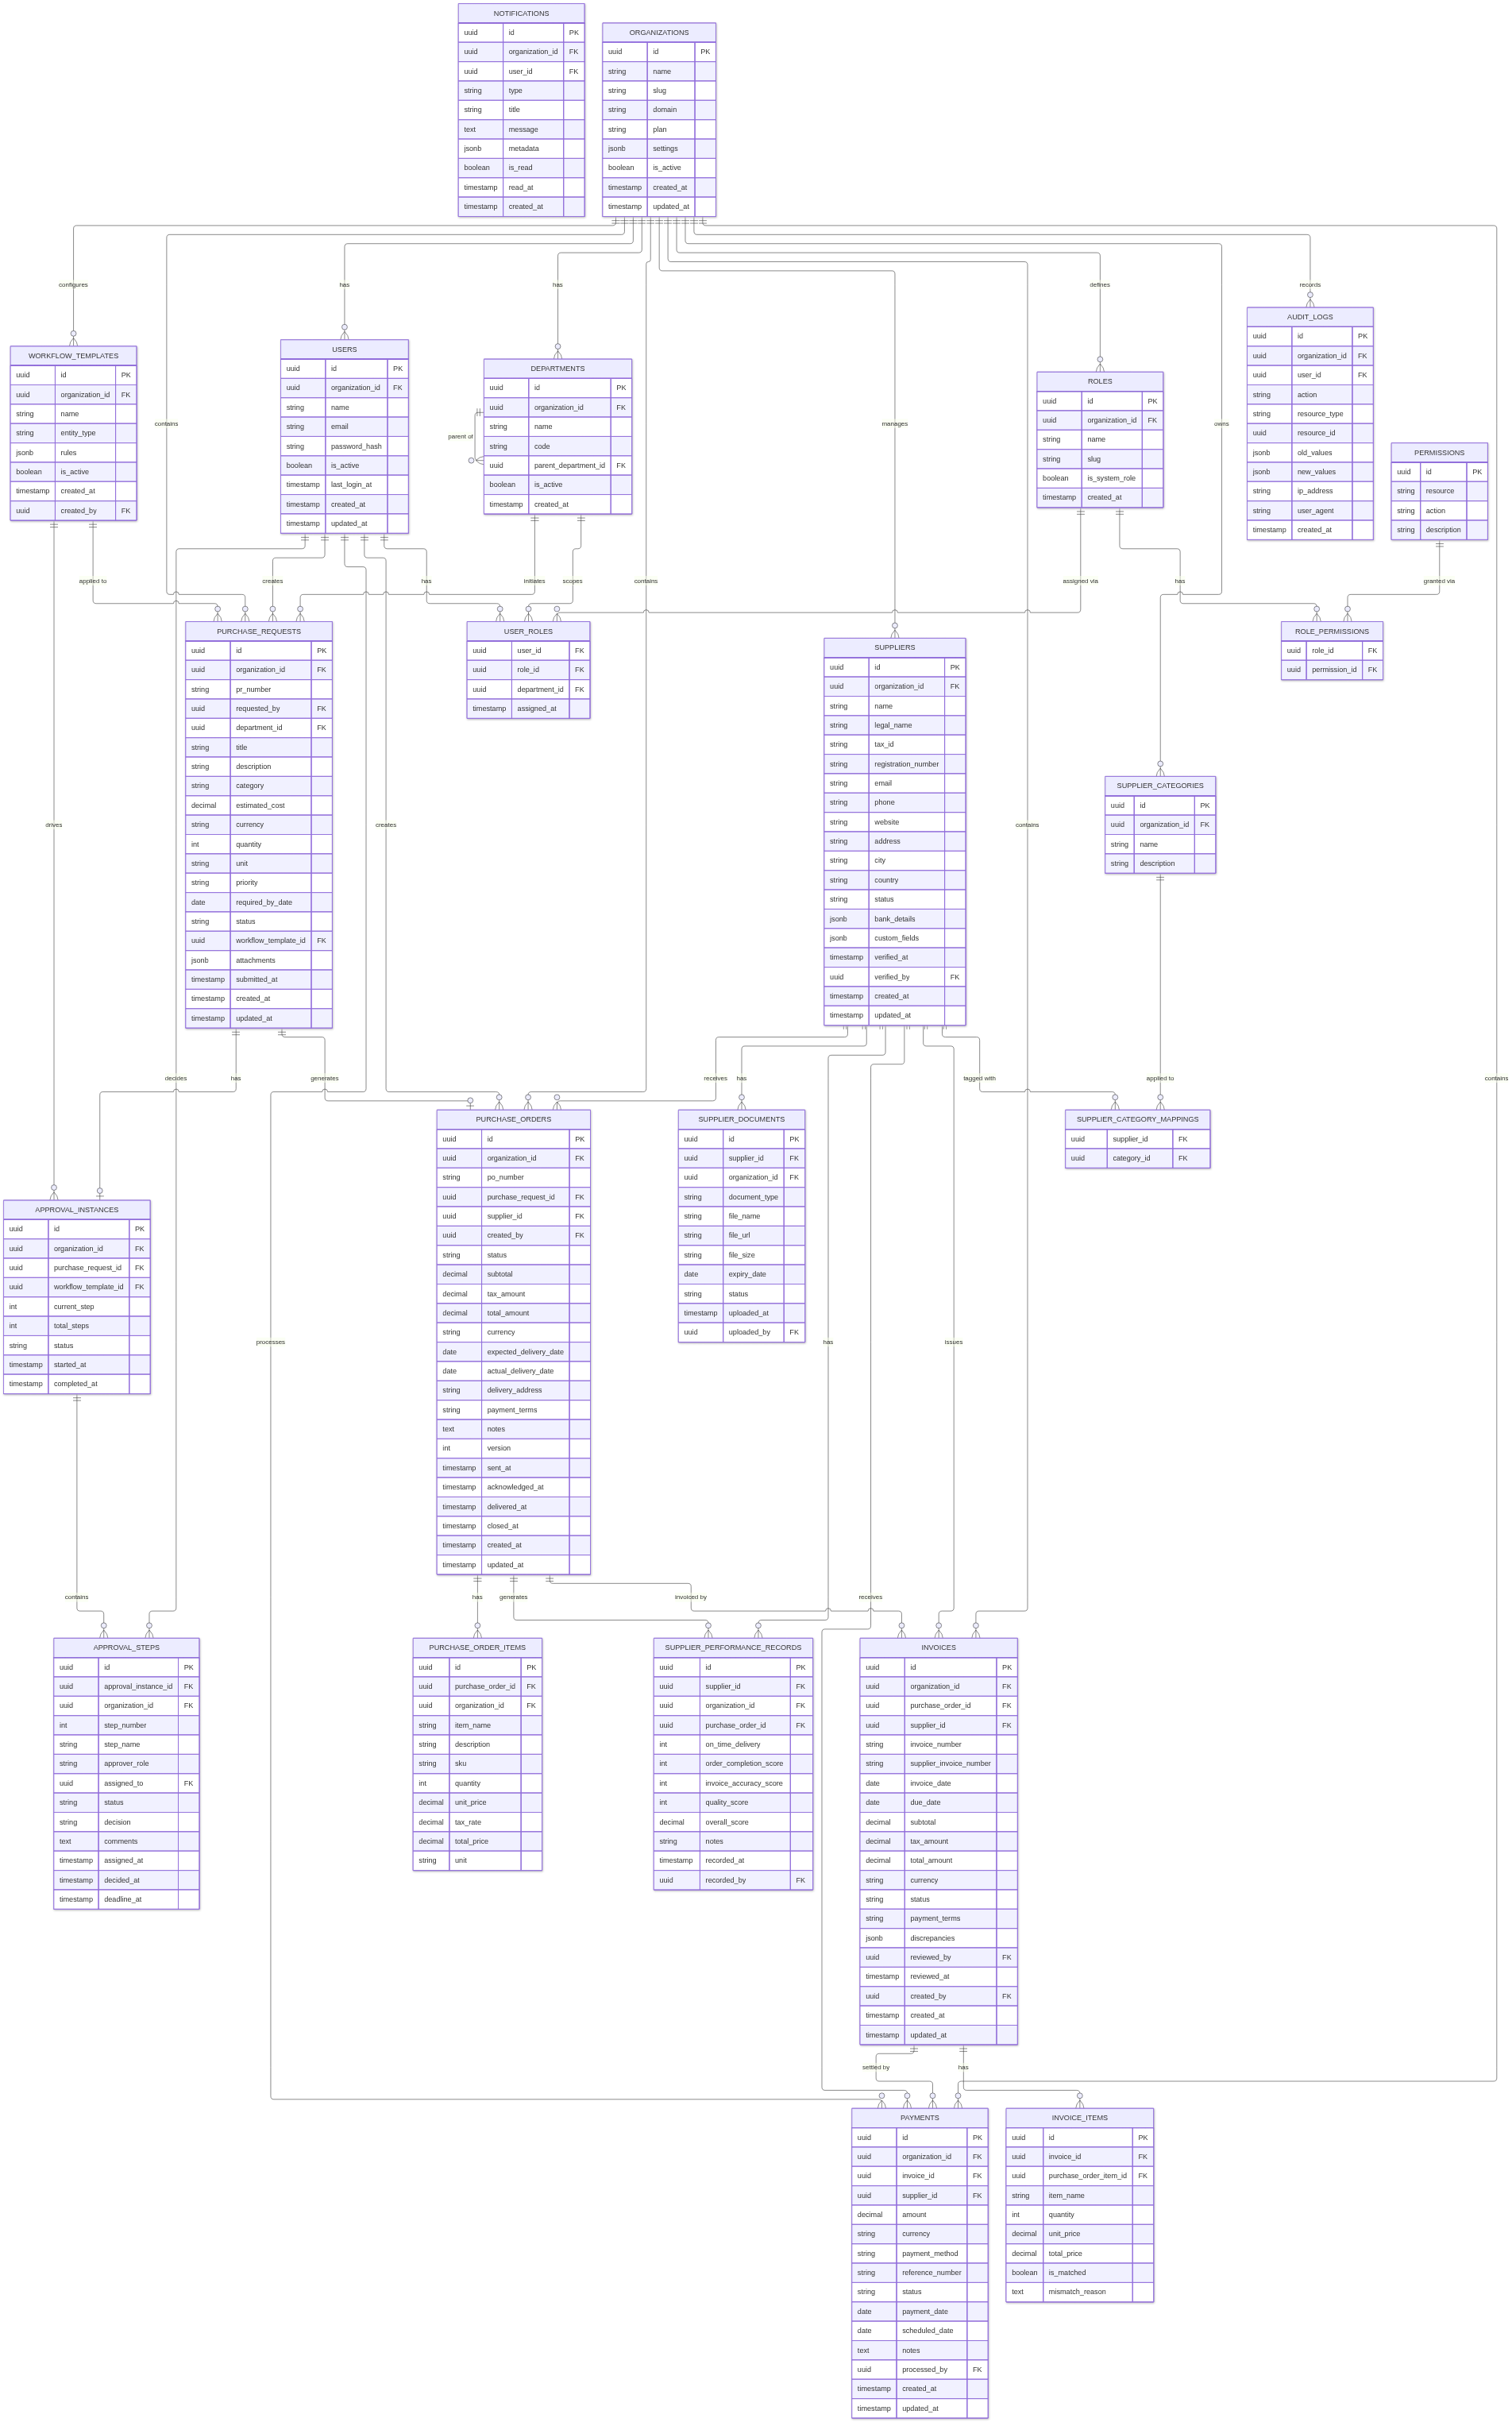 NOTIFICATIONS
uuid id PK
uuid organization_id FK
uuid user_id FK
string type
string title
text message
jsonb metadata
boolean is_read
timestamp read_at
timestamp created_at
ORGANIZATIONS
uuid id PK
string name
string slug
string domain
string plan
jsonb settings
boolean is_active
timestamp created_at
timestamp updated_at
configures
contains
has
has
contains
manages
contains
defines
owns
records
contains
WORKFLOW_TEMPLATES
uuid id PK
uuid organization_id FK
string name
string entity_type
jsonb rules
boolean is_active
timestamp created_at
uuid created_by FK
USERS
uuid id PK
uuid organization_id FK
string name
string email
string password_hash
boolean is_active
timestamp last_login_at
timestamp created_at
timestamp updated_at
parent of
DEPARTMENTS
uuid id PK
uuid organization_id FK
string name
string code
uuid parent_department_id FK
boolean is_active
timestamp created_at
ROLES
uuid id PK
uuid organization_id FK
string name
string slug
boolean is_system_role
timestamp created_at
AUDIT_LOGS
uuid id PK
uuid organization_id FK
uuid user_id FK
string action
string resource_type
uuid resource_id
jsonb old_values
jsonb new_values
string ip_address
string user_agent
timestamp created_at
PERMISSIONS
uuid id PK
string resource
string action
string description
applied to
creates
has
initiates
scopes
assigned via
has
granted via
PURCHASE_REQUESTS
uuid id PK
uuid organization_id FK
string pr_number
uuid requested_by FK
uuid department_id FK
string title
string description
string category
decimal estimated_cost
string currency
int quantity
string unit
string priority
date required_by_date
string status
uuid workflow_template_id FK
jsonb attachments
timestamp submitted_at
timestamp created_at
timestamp updated_at
USER_ROLES
uuid user_id FK
uuid role_id FK
uuid department_id FK
timestamp assigned_at
SUPPLIERS
uuid id PK
uuid organization_id FK
string name
string legal_name
string tax_id
string registration_number
string email
string phone
string website
string address
string city
string country
string status
jsonb bank_details
jsonb custom_fields
timestamp verified_at
uuid verified_by FK
timestamp created_at
timestamp updated_at
ROLE_PERMISSIONS
uuid role_id FK
uuid permission_id FK
SUPPLIER_CATEGORIES
uuid id PK
uuid organization_id FK
string name
string description
drives
creates
decides
has
generates
receives
has
tagged with
applied to
APPROVAL_INSTANCES
uuid id PK
uuid organization_id FK
uuid purchase_request_id FK
uuid workflow_template_id FK
int current_step
int total_steps
string status
timestamp started_at
timestamp completed_at
PURCHASE_ORDERS
uuid id PK
uuid organization_id FK
string po_number
uuid purchase_request_id FK
uuid supplier_id FK
uuid created_by FK
string status
decimal subtotal
decimal tax_amount
decimal total_amount
string currency
date expected_delivery_date
date actual_delivery_date
string delivery_address
string payment_terms
text notes
int version
timestamp sent_at
timestamp acknowledged_at
timestamp delivered_at
timestamp closed_at
timestamp created_at
timestamp updated_at
SUPPLIER_DOCUMENTS
uuid id PK
uuid supplier_id FK
uuid organization_id FK
string document_type
string file_name
string file_url
string file_size
date expiry_date
string status
timestamp uploaded_at
uuid uploaded_by FK
SUPPLIER_CATEGORY_MAPPINGS
uuid supplier_id FK
uuid category_id FK
processes
has
issues
contains
has
generates
invoiced by
receives
APPROVAL_STEPS
uuid id PK
uuid approval_instance_id FK
uuid organization_id FK
int step_number
string step_name
string approver_role
uuid assigned_to FK
string status
string decision
text comments
timestamp assigned_at
timestamp decided_at
timestamp deadline_at
PURCHASE_ORDER_ITEMS
uuid id PK
uuid purchase_order_id FK
uuid organization_id FK
string item_name
string description
string sku
int quantity
decimal unit_price
decimal tax_rate
decimal total_price
string unit
SUPPLIER_PERFORMANCE_RECORDS
uuid id PK
uuid supplier_id FK
uuid organization_id FK
uuid purchase_order_id FK
int on_time_delivery
int order_completion_score
int invoice_accuracy_score
int quality_score
decimal overall_score
string notes
timestamp recorded_at
uuid recorded_by FK
INVOICES
uuid id PK
uuid organization_id FK
uuid purchase_order_id FK
uuid supplier_id FK
string invoice_number
string supplier_invoice_number
date invoice_date
date due_date
decimal subtotal
decimal tax_amount
decimal total_amount
string currency
string status
string payment_terms
jsonb discrepancies
uuid reviewed_by FK
timestamp reviewed_at
uuid created_by FK
timestamp created_at
timestamp updated_at
settled by
has
PAYMENTS
uuid id PK
uuid organization_id FK
uuid invoice_id FK
uuid supplier_id FK
decimal amount
string currency
string payment_method
string reference_number
string status
date payment_date
date scheduled_date
text notes
uuid processed_by FK
timestamp created_at
timestamp updated_at
INVOICE_ITEMS
uuid id PK
uuid invoice_id FK
uuid purchase_order_item_id FK
string item_name
int quantity
decimal unit_price
decimal total_price
boolean is_matched
text mismatch_reason